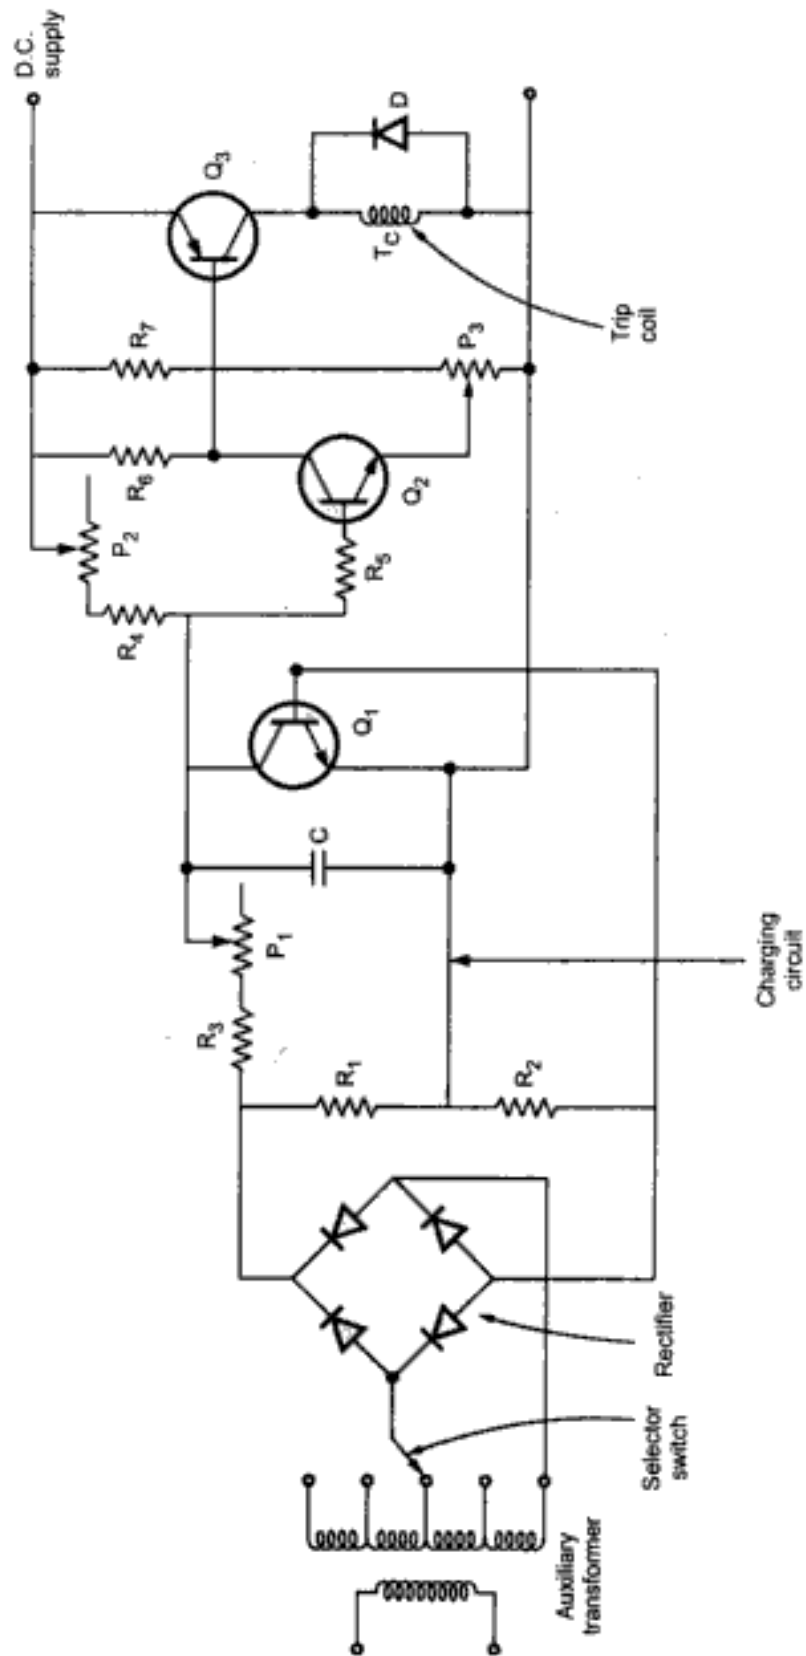 D.C.
supply
Q3
D
TC
Trip
coil
R7
P3
R6
Q2
P2
R5
R4
Q1
C
P1
R3
R1
R2
Charging
circuit
Rectifier
Selector
switch
Auxiliary
transformer